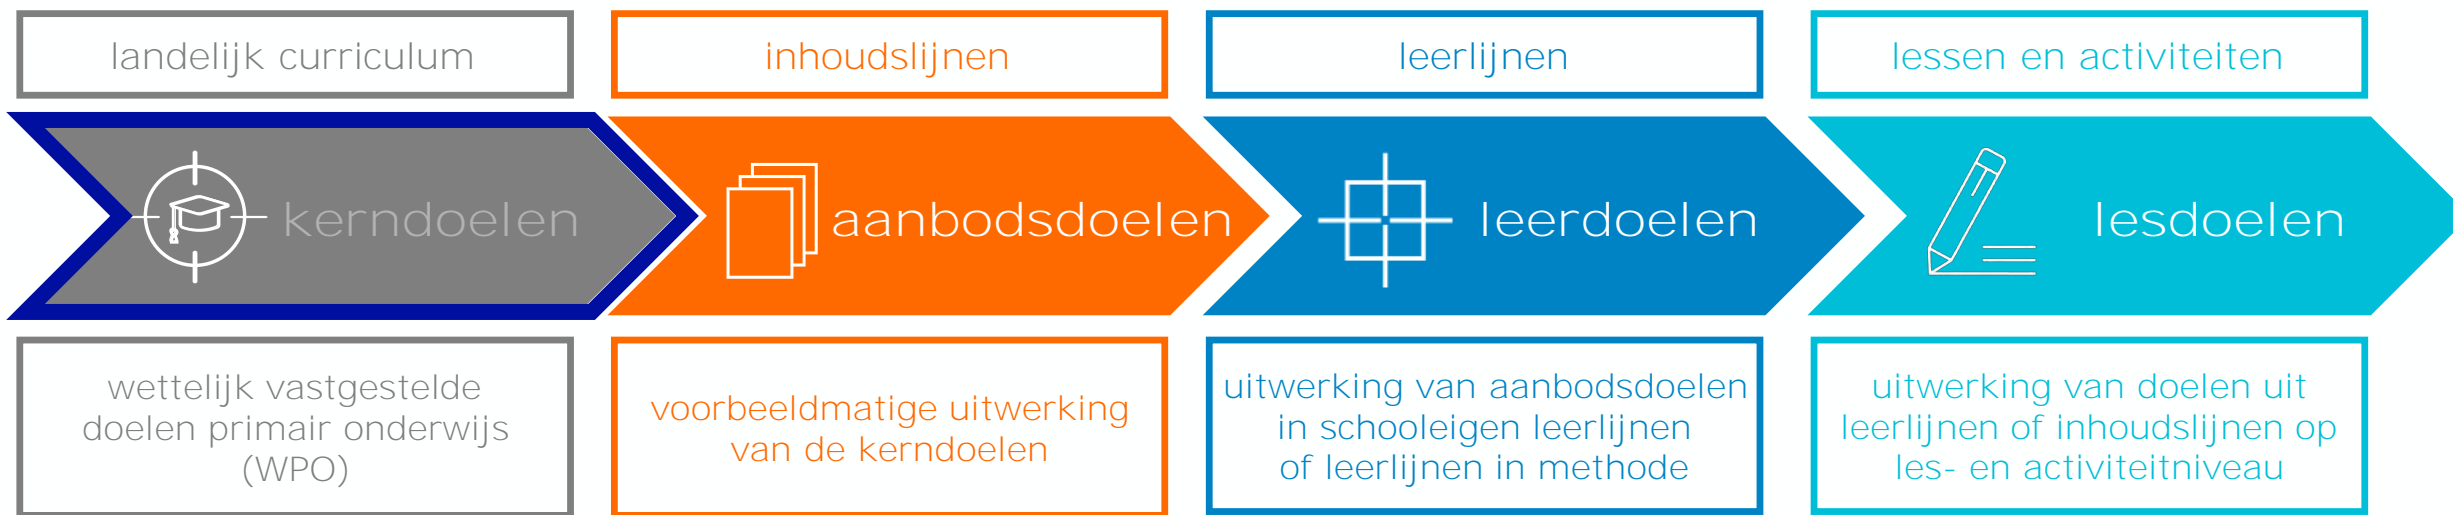 landelijk curriculum
inhoudslijnen
leerlijnen
lessen en activiteiten
kerndoelen
aanbodsdoelen
leerdoelen
lesdoelen
wettelijk vastgestelde
doelen primair onderwijs
(WPO)
voorbeeldmatige uitwerking
van de kerndoelen
uitwerking van aanbodsdoelen
in schooleigen leerlijnen
of leerlijnen in methode
uitwerking van doelen uit
leerlijnen of inhoudslijnen op
les- en activiteitniveau